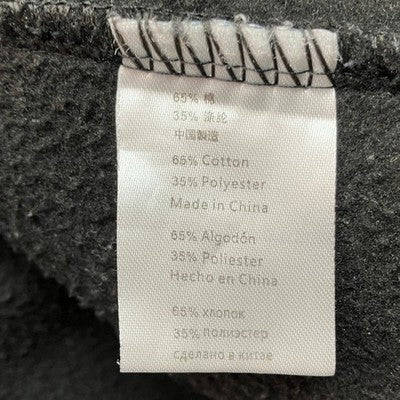 65% 棉
35% 涤纶
中国製造
65% Cotton
35% Polyester
Made in China
65% Algodón
35% Poliester
Hecho en China
65% хлопок
35% полиэстер
сделано в китае